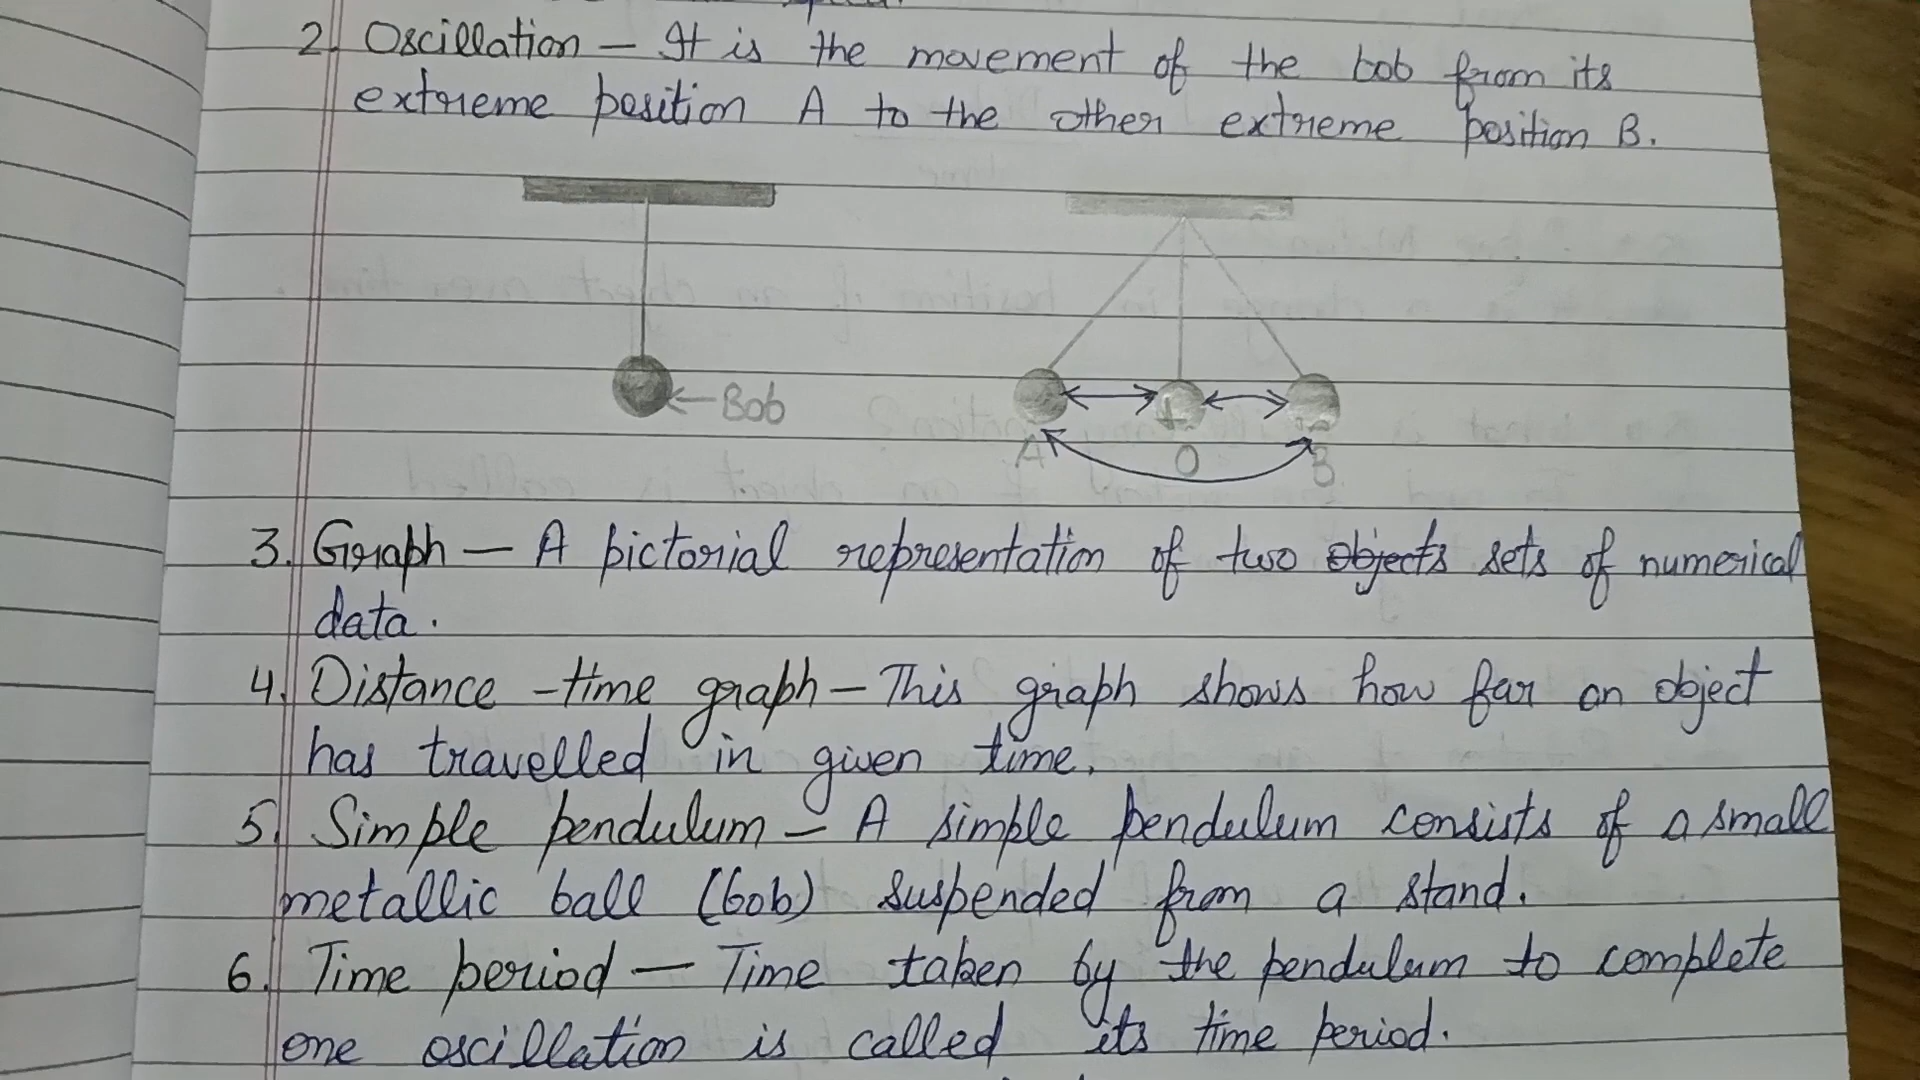 2. Oscillation – It is the movement of the bob from its
extreme position A to the other extreme position B.
←Bob
A O B
3. Graph – A pictorial representation of two objects sets of numerical
data.
4. Distance -time graph – This graph shows how far an object
has travelled in given time.
5. Simple pendulum – A simple pendulum consists of a small
metallic ball (bob) suspended from a stand.
6. Time period – Time taken by the pendulum to complete
one oscillation is called its time period.